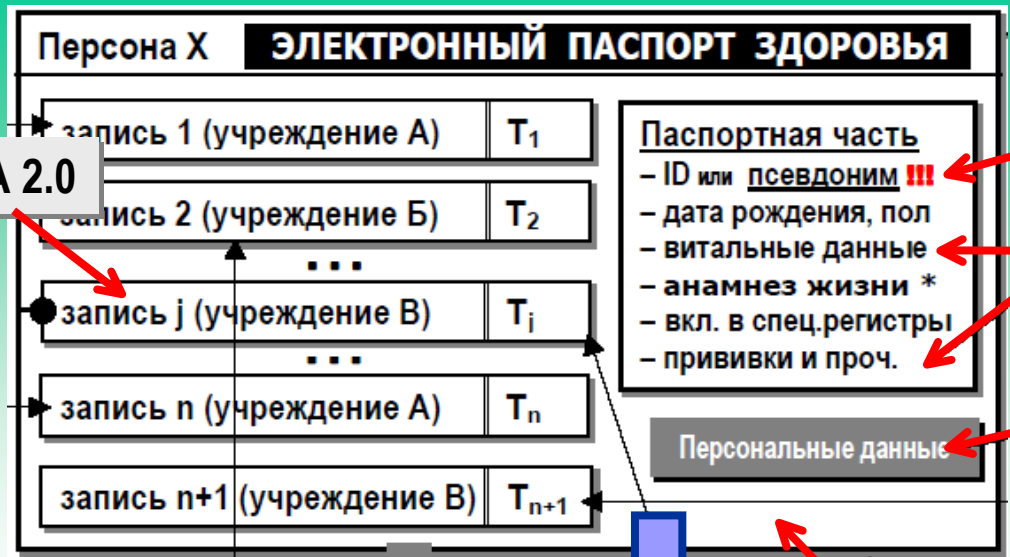 Персона X ЭЛЕКТРОННЫЙ ПАСПОРТ ЗДОРОВЬЯ
запись 1 (учреждение А) T1
А 2.0
запись 2 (учреждение Б) T2
...
запись j (учреждение В) Tj
...
запись n (учреждение А) Tn
запись n+1 (учреждение В) Tn+1
Паспортная часть
– ID или псевдоним !!!
– дата рождения, пол
– витальные данные
– анамнез жизни *
– вкл. в спец.регистры
– прививки и проч.
Персональные данные